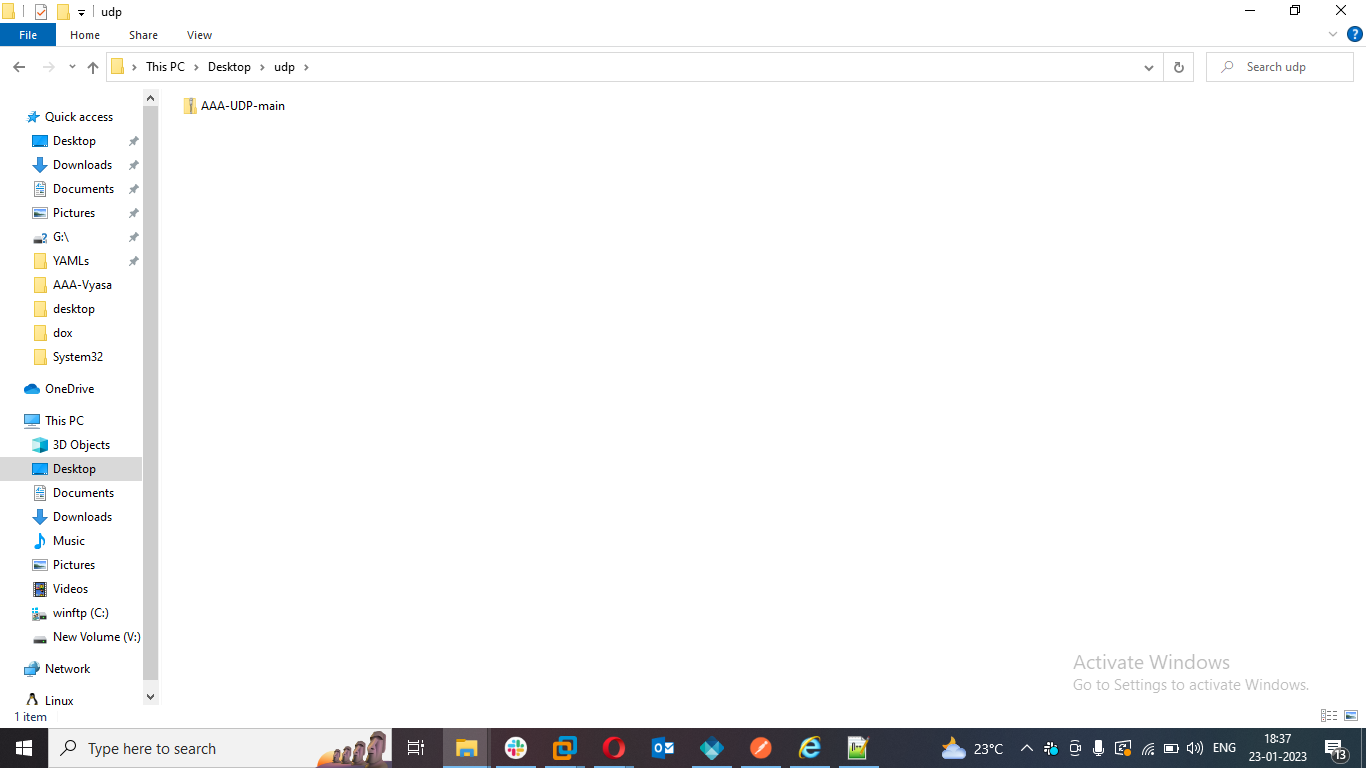 udp
File Home Share View
This PC Desktop udp
Search udp
AAA-UDP-main
Quick access
Desktop
Downloads
Documents
Pictures
G:\
YAMLs
AAA-Vyasa
desktop
dox
System32
OneDrive
This PC
3D Objects
Desktop
Documents
Downloads
Music
Pictures
Videos
winftp (C:)
New Volume (V:)
Network
Linux
Activate Windows
Go to Settings to activate Windows.
1 item
Type here to search
23°C
ENG
18:37
23-01-2023
13